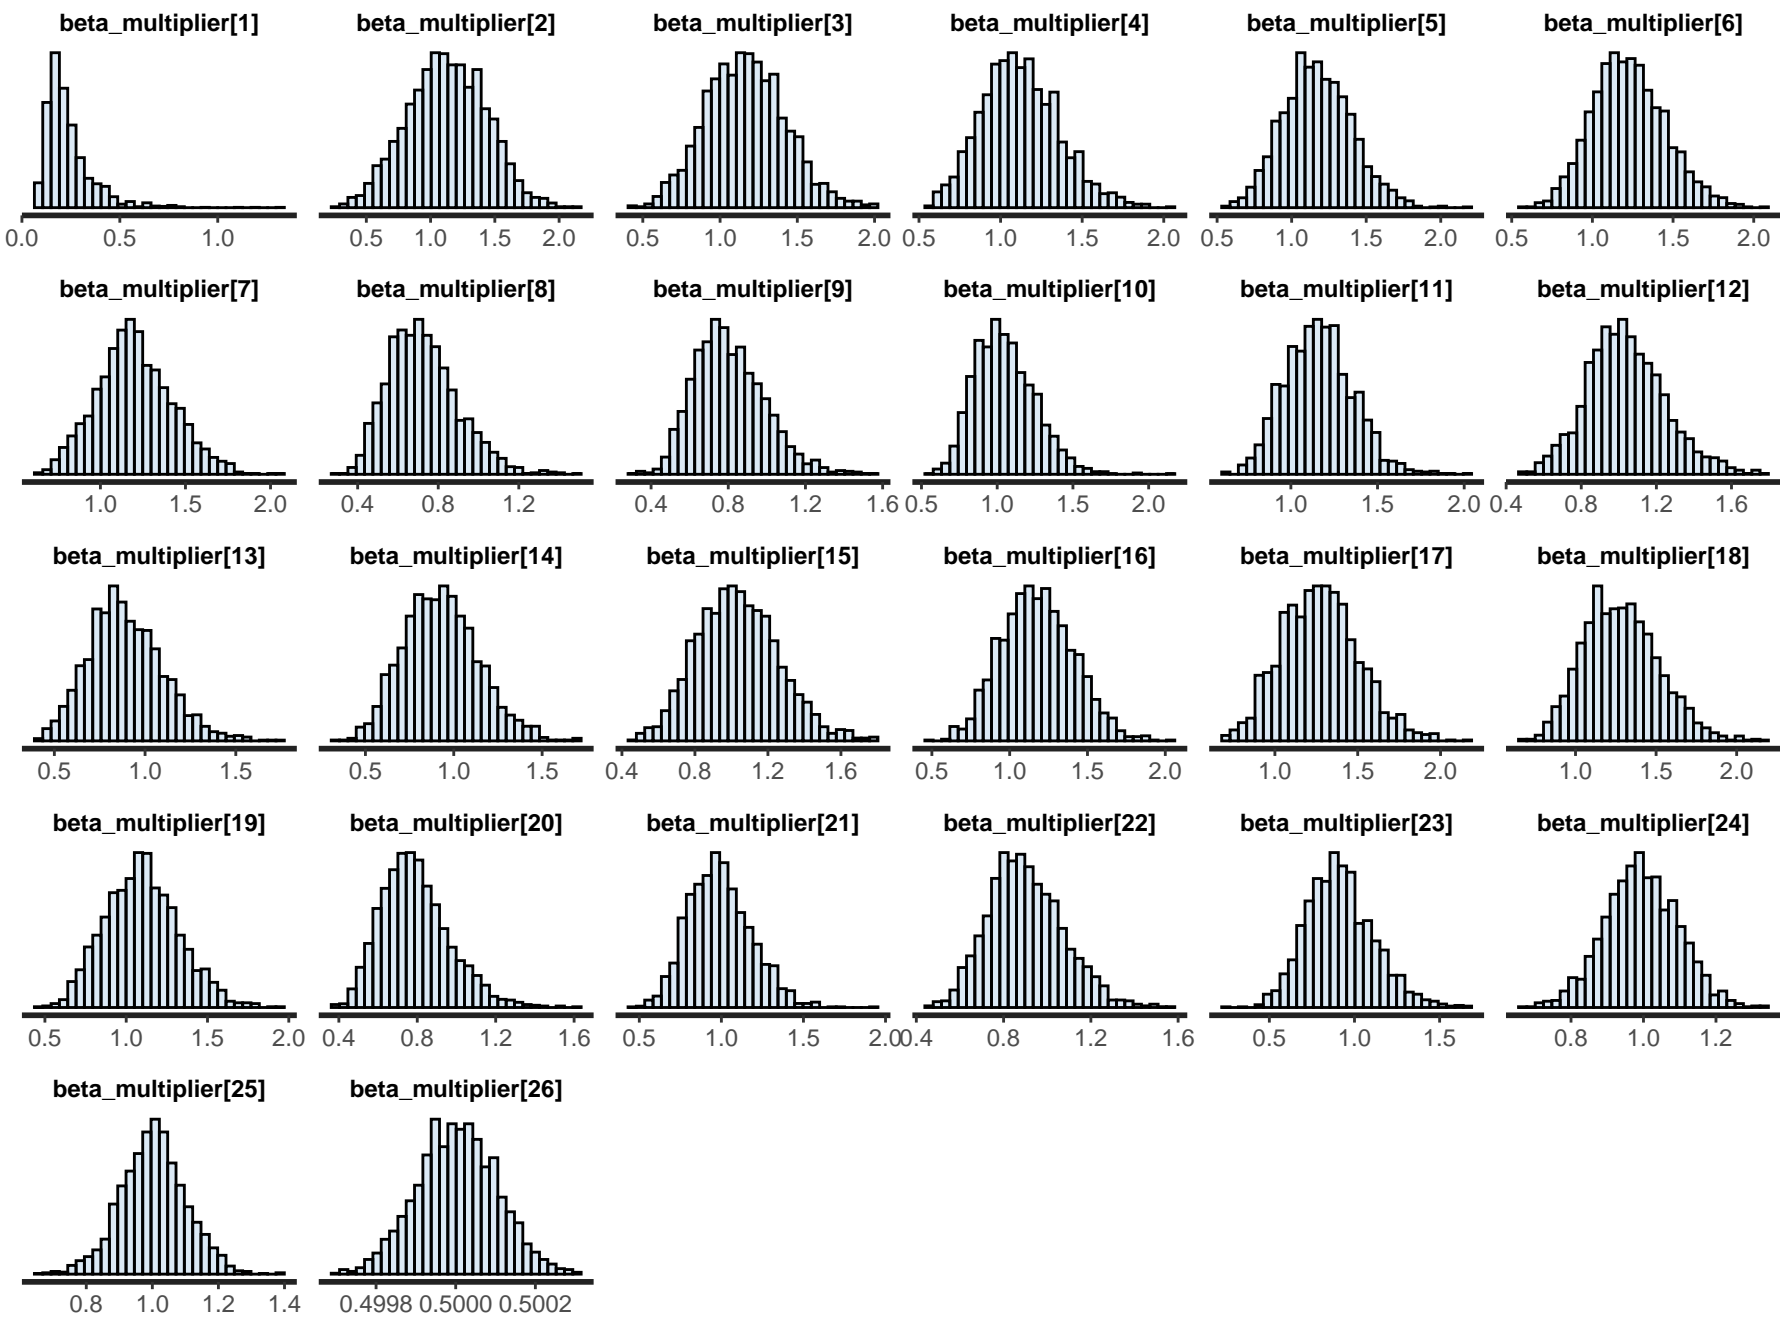 beta_multiplier[1] beta_multiplier[2] beta_multiplier[3] beta_multiplier[4] beta_multiplier[5] beta_multiplier[6]
0.0 0.5 1.0 0.5 1.0 1.5 2.0 0.5 1.0 1.5 2.0 0.5 1.0 1.5 2.0 0.5 1.0 1.5 2.0 0.5 1.0 1.5 2.0
beta_multiplier[7] beta_multiplier[8] beta_multiplier[9] beta_multiplier[10] beta_multiplier[11] beta_multiplier[12]
1.0 1.5 2.0 0.4 0.8 1.2 0.4 0.8 1.2 1.6 0.5 1.0 1.5 2.0 1.0 1.5 2.0 0.4 0.8 1.2 1.6
beta_multiplier[13] beta_multiplier[14] beta_multiplier[15] beta_multiplier[16] beta_multiplier[17] beta_multiplier[18]
0.5 1.0 1.5 0.5 1.0 1.5 0.4 0.8 1.2 1.6 0.5 1.0 1.5 2.0 1.0 1.5 2.0 1.0 1.5 2.0
beta_multiplier[19] beta_multiplier[20] beta_multiplier[21] beta_multiplier[22] beta_multiplier[23] beta_multiplier[24]
0.5 1.0 1.5 2.0 0.4 0.8 1.2 1.6 0.5 1.0 1.5 2.0 0.4 0.8 1.2 1.6 0.5 1.0 1.5 0.8 1.0 1.2
beta_multiplier[25] beta_multiplier[26]
0.8 1.0 1.2 1.4 0.4998 0.5000 0.5002